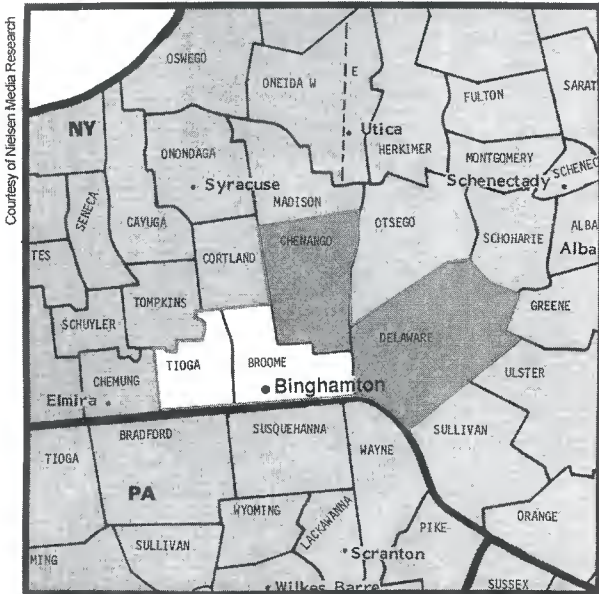 Courtesy of Nielsen Media Research
OSWEGO
ONEIDA W
E
FULTON
SARAT
NY
Utica
HERKIMER
ONONDAGA
MONTGOMERY
SCHENEC
Syracuse
Schenectady
SENECA
CAYUGA
MADISON
OTSEGO
CHENANGO
SCHOHARIE
ALBA
Alba
TES
CORTLAND
TOMPKINS
GREENE
SCHUYLER
DELAWARE
TIOGA
BROOME
ULSTER
CHEMUNG
Binghamton
Elmira
BRADFORD
SUSQUEHANNA
SULLIVAN
TIOGA
WAYNE
PA
WYOMING
LACKAWANNA
ORANGE
PIKE
MING
SULLIVAN
Scranton
Wilkes Barre
SUSSEX